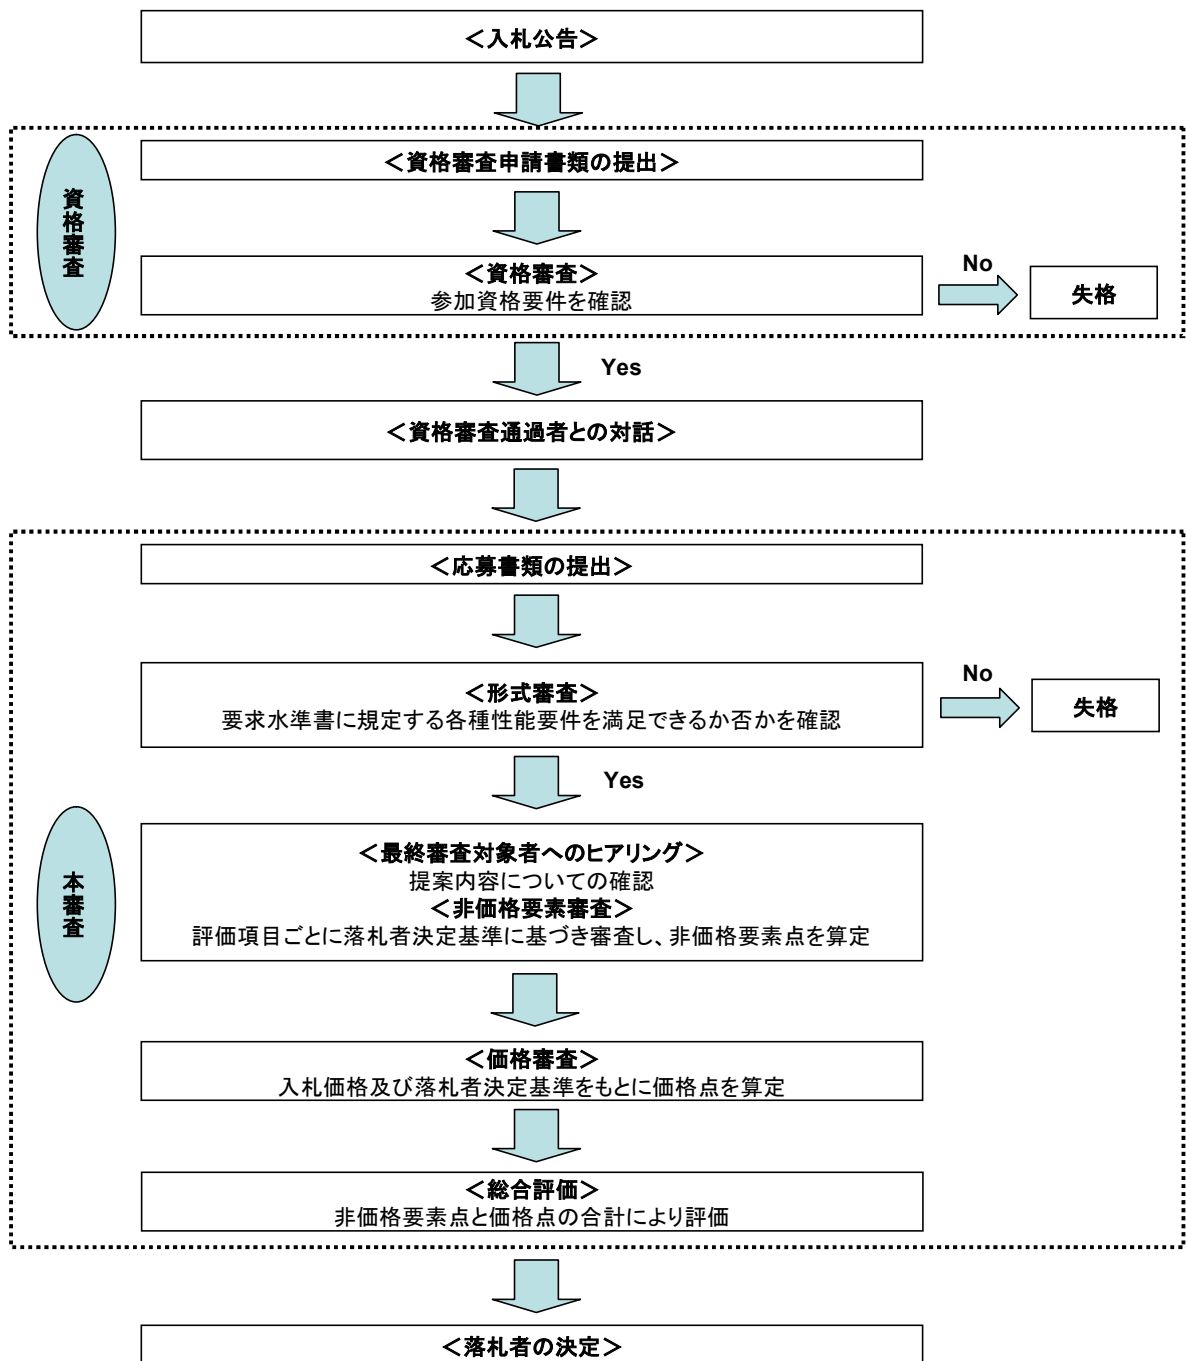 ＜入札公告＞
資格審査
＜資格審査申請書類の提出＞
＜資格審査＞
参加資格要件を確認
No
失格
Yes
＜資格審査通過者との対話＞
＜応募書類の提出＞
＜形式審査＞
要求水準書に規定する各種性能要件を満足できるか否かを確認
No
失格
Yes
本審査
＜最終審査対象者へのヒアリング＞
提案内容についての確認
＜非価格要素審査＞
評価項目ごとに落札者決定基準に基づき審査し、非価格要素点を算定
＜価格審査＞
入札価格及び落札者決定基準をもとに価格点を算定
＜総合評価＞
非価格要素点と価格点の合計により評価
＜落札者の決定＞